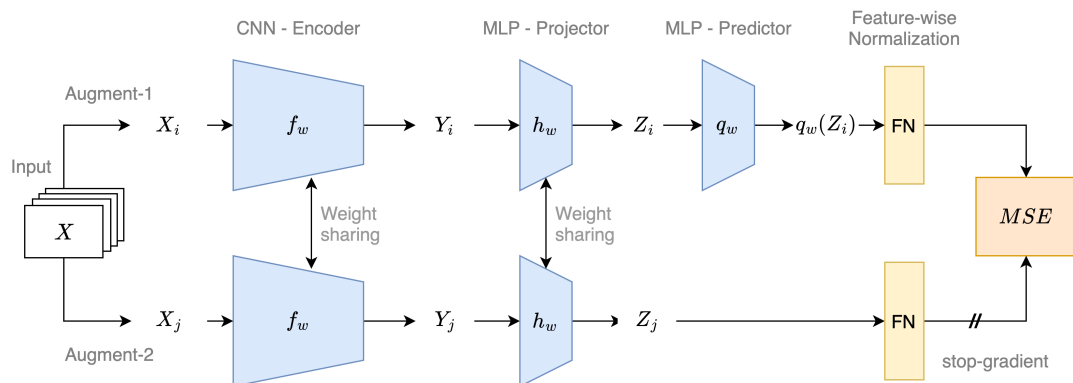 CNN - Encoder
MLP - Projector
MLP - Predictor
Feature-wise
Normalization
Augment-1
X_i
f_w
Y_i
h_w
Z_i
q_w
q_w(Z_i)
FN
Input
X
Weight
sharing
Weight
sharing
MSE
X_j
f_w
Y_j
h_w
Z_j
FN
Augment-2
stop-gradient